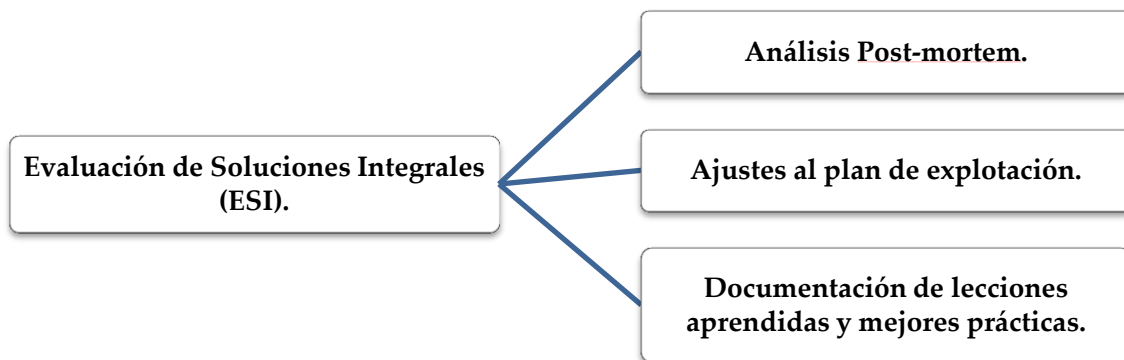 Evaluación de Soluciones Integrales
(ESI).
Análisis Post-mortem.
Ajustes al plan de explotación.
Documentación de lecciones
aprendidas y mejores prácticas.